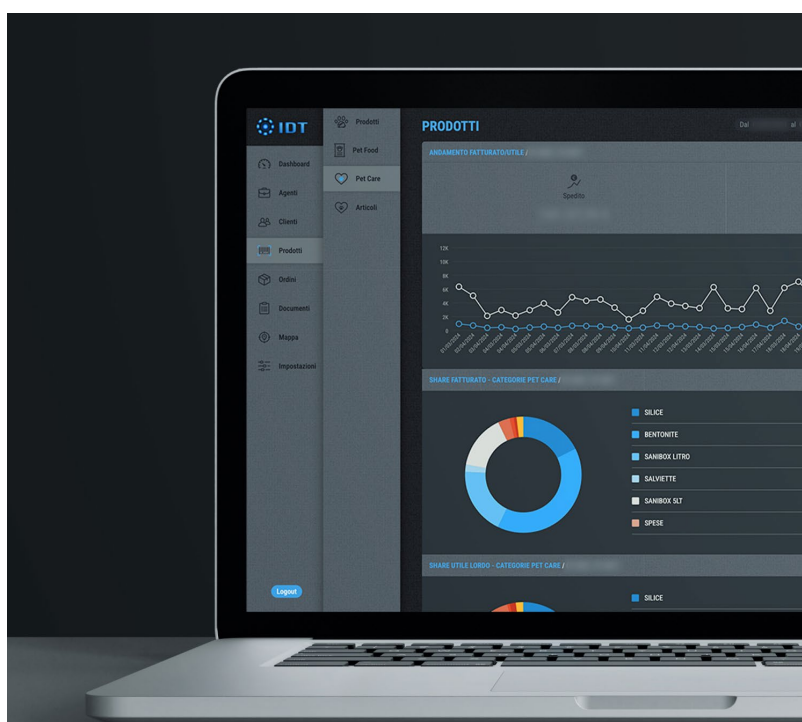 IDT
Dashboard
Agenti
Clienti
Prodotti
Ordini
Documenti
Mappa
Impostazioni
Logout
Prodotti
Pet Food
Pet Care
Articoli
PRODOTTI
Dal
al
ANDAMENTO FATTURATO/UTILE /
Spedito
12K
10K
8K
6K
4K
2K
0
SHARE FATTURATO - CATEGORIE PET CARE /
SILICE
BENTONITE
SANIBOX LITRO
SALVIETTE
SANIBOX 5LT
SPESE
SHARE UTILE LORDO - CATEGORIE PET CARE /
SILICE